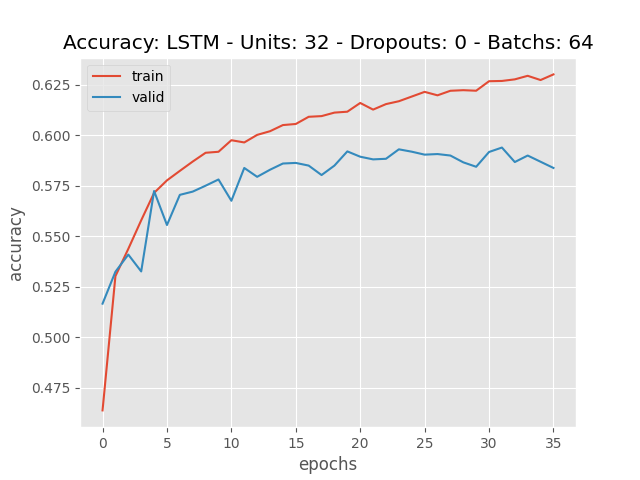 Accuracy: LSTM - Units: 32 - Dropouts: 0 - Batchs: 64
train
valid
0.625
0.600
0.575
0.550
0.525
0.500
0.475
accuracy
0 5 10 15 20 25 30 35
epochs